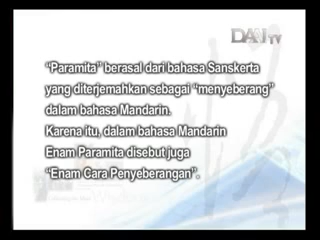 DAAI TV
“Paramita” berasal dari bahasa Sanskerta
yang diterjemahkan sebagai “menyeberang”
dalam bahasa Mandarin.
Karena itu, dalam bahasa Mandarin
Enam Paramita disebut juga
“Enam Cara Penyeberangan”.